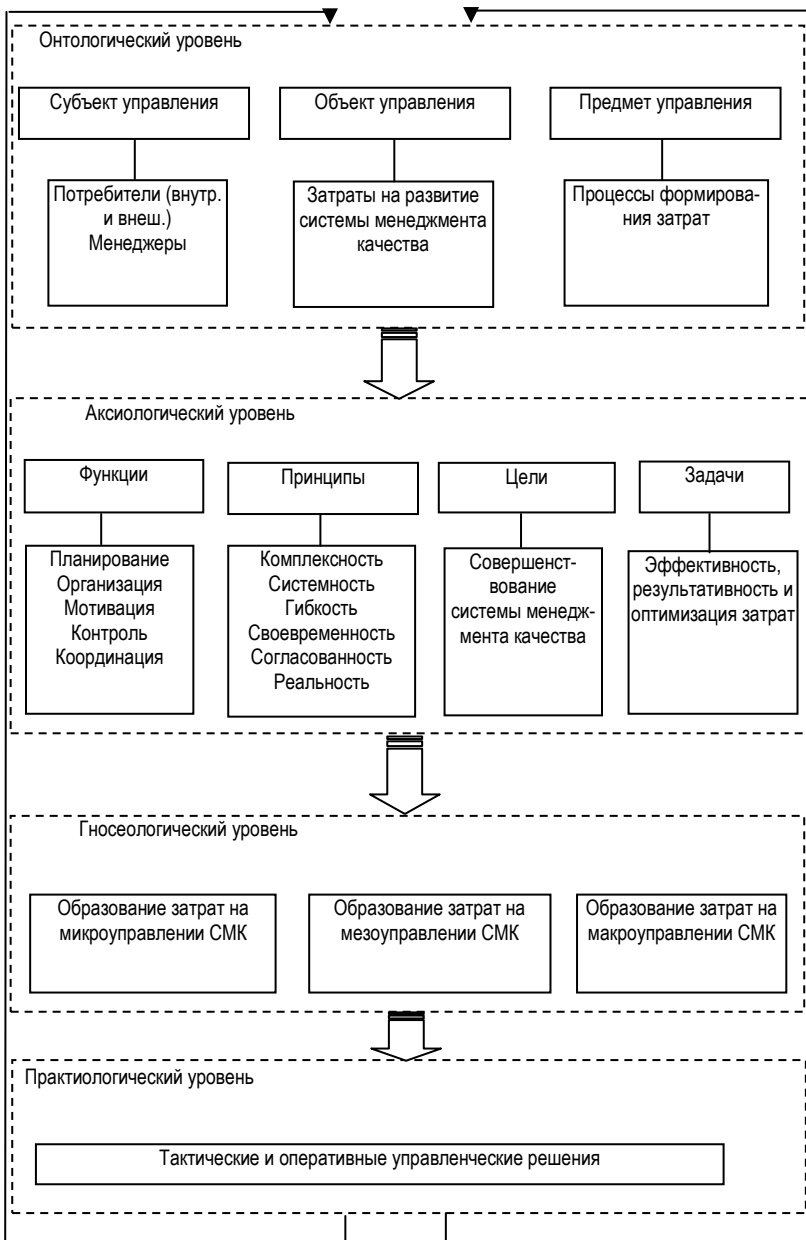 Онтологический уровень
Субъект управления
Объект управления
Предмет управления
Потребители (внутр.
и внеш.)
Менеджеры
Затраты на развитие
системы менеджмента
качества
Процессы формирова-
ния затрат
Аксиологический уровень
Функции
Принципы
Цели
Задачи
Планирование
Организация
Мотивация
Контроль
Координация
Комплексность
Системность
Гибкость
Своевременность
Согласованность
Реальность
Совершенст-
вование
системы менедж-
мента качества
Эффективность,
результативность и
оптимизация затрат
Гносеологический уровень
Образование затрат на
микроуправлении СМК
Образование затрат на
мезоуправлении СМК
Образование затрат на
макроуправлении СМК
Практиологический уровень
Тактические и оперативные управленческие решения